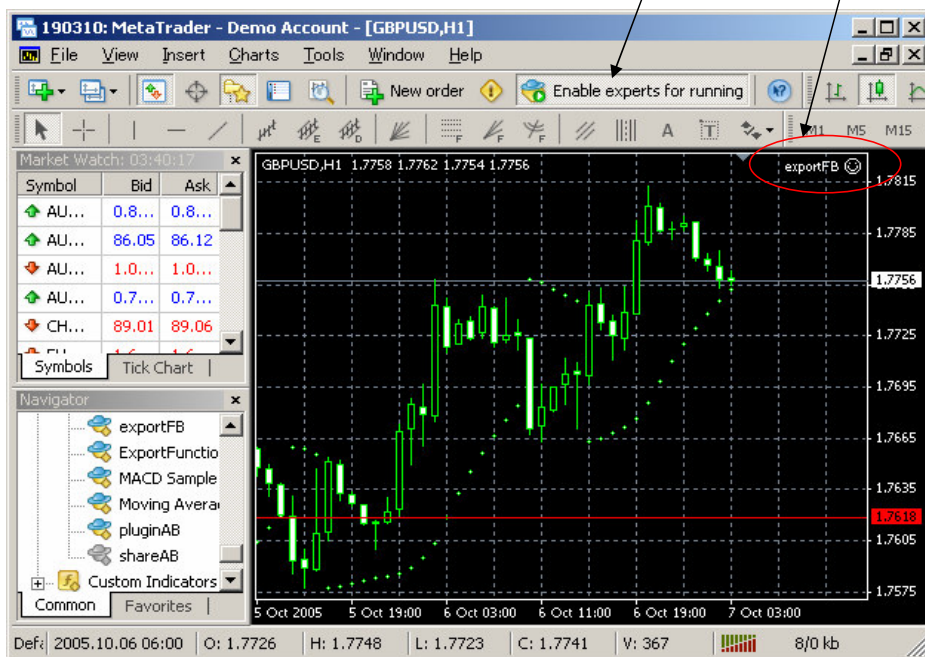 190310: MetaTrader - Demo Account - [GBPUSD,H1]
File View Insert Charts Tools Window Help
New order Enable experts for running
E D F F F A T M1 M5 M15
Market Watch: 03:40:17
Symbol Bid Ask
AU... 0.8... 0.8...
AU... 86.05 86.12
AU... 1.0... 1.0...
AU... 0.7... 0.7...
CH... 89.01 89.06
Symbols Tick Chart
Navigator
exportFB
ExportFunctio
MACD Sample
Moving Avera
pluginAB
shareAB
Custom Indicators
Common Favorites
GBPUSD,H1 1.7758 1.7762 1.7754 1.7756
exportFB
1.7815
1.7785
1.7756
1.7725
1.7695
1.7665
1.7635
1.7618
1.7605
1.7575
5 Oct 2005 5 Oct 19:00 6 Oct 03:00 6 Oct 11:00 6 Oct 19:00 7 Oct 03:00
Defa 2005.10.06 06:00 O: 1.7726 H: 1.7748 L: 1.7723 C: 1.7741 V: 367 8/0 kb